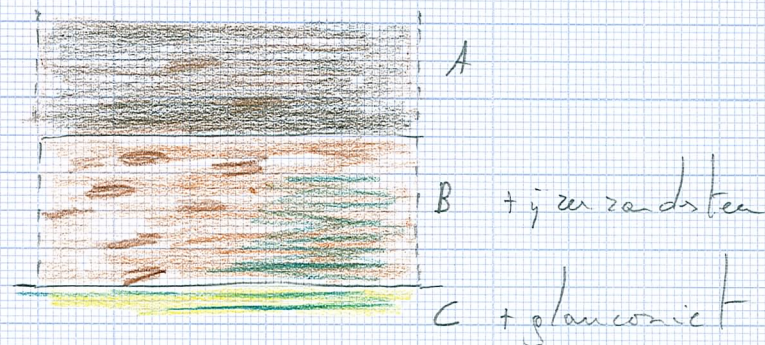 A
B + ijzerzandsteen
C + glauconiet